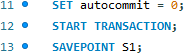 11 SET autocommit = 0;
12 START TRANSACTION;
13 SAVEPOINT S1;